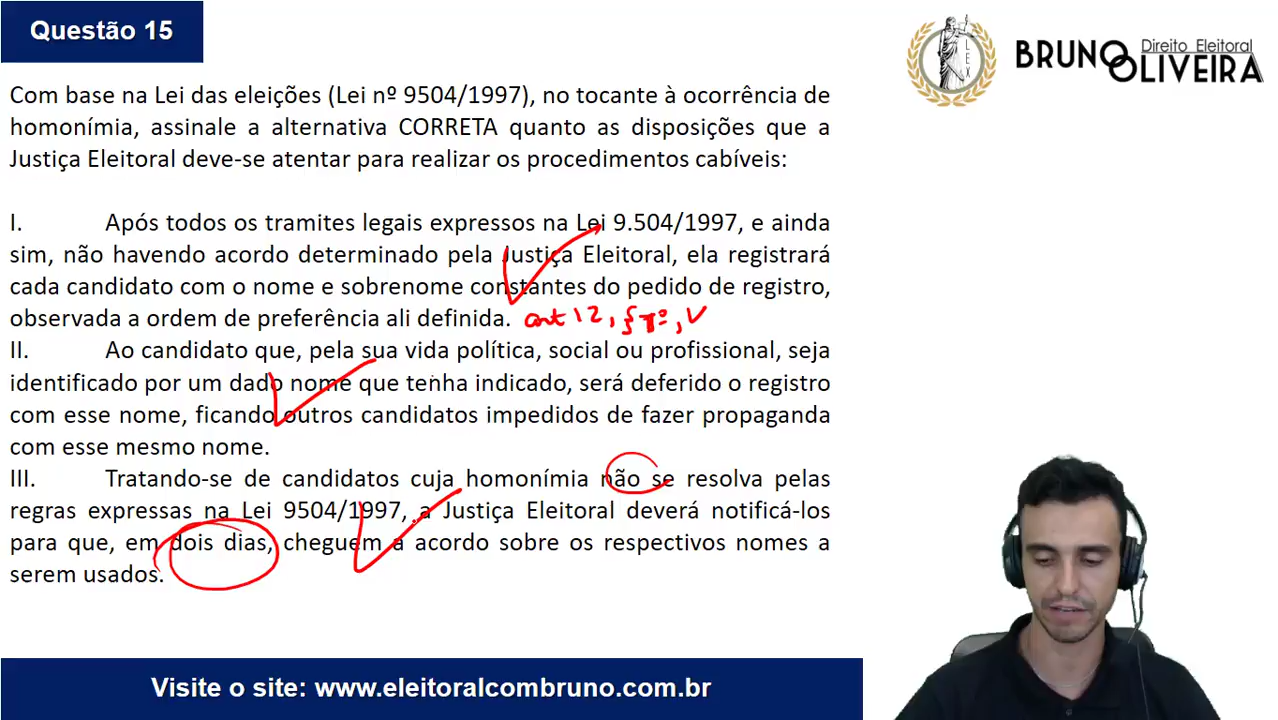 Questão 15
BRUNO Direito Eleitoral
OLIVEIRA
LEX
Com base na Lei das eleições (Lei nº 9504/1997), no tocante à ocorrência de
homonímia, assinale a alternativa CORRETA quanto as disposições que a
Justiça Eleitoral deve-se atentar para realizar os procedimentos cabíveis:
I. Após todos os tramites legais expressos na Lei 9.504/1997, e ainda
sim, não havendo acordo determinado pela Justiça Eleitoral, ela registrará
cada candidato com o nome e sobrenome constantes do pedido de registro,
observada a ordem de preferência ali definida. art 12, §1º, V
II. Ao candidato que, pela sua vida política, social ou profissional, seja
identificado por um dado nome que tenha indicado, será deferido o registro
com esse nome, ficando outros candidatos impedidos de fazer propaganda
com esse mesmo nome.
III. Tratando-se de candidatos cuja homonímia não se resolva pelas
regras expressas na Lei 9504/1997, a Justiça Eleitoral deverá notificá-los
para que, em dois dias, cheguem a acordo sobre os respectivos nomes a
serem usados.
Visite o site: www.eleitoralcombruno.com.br